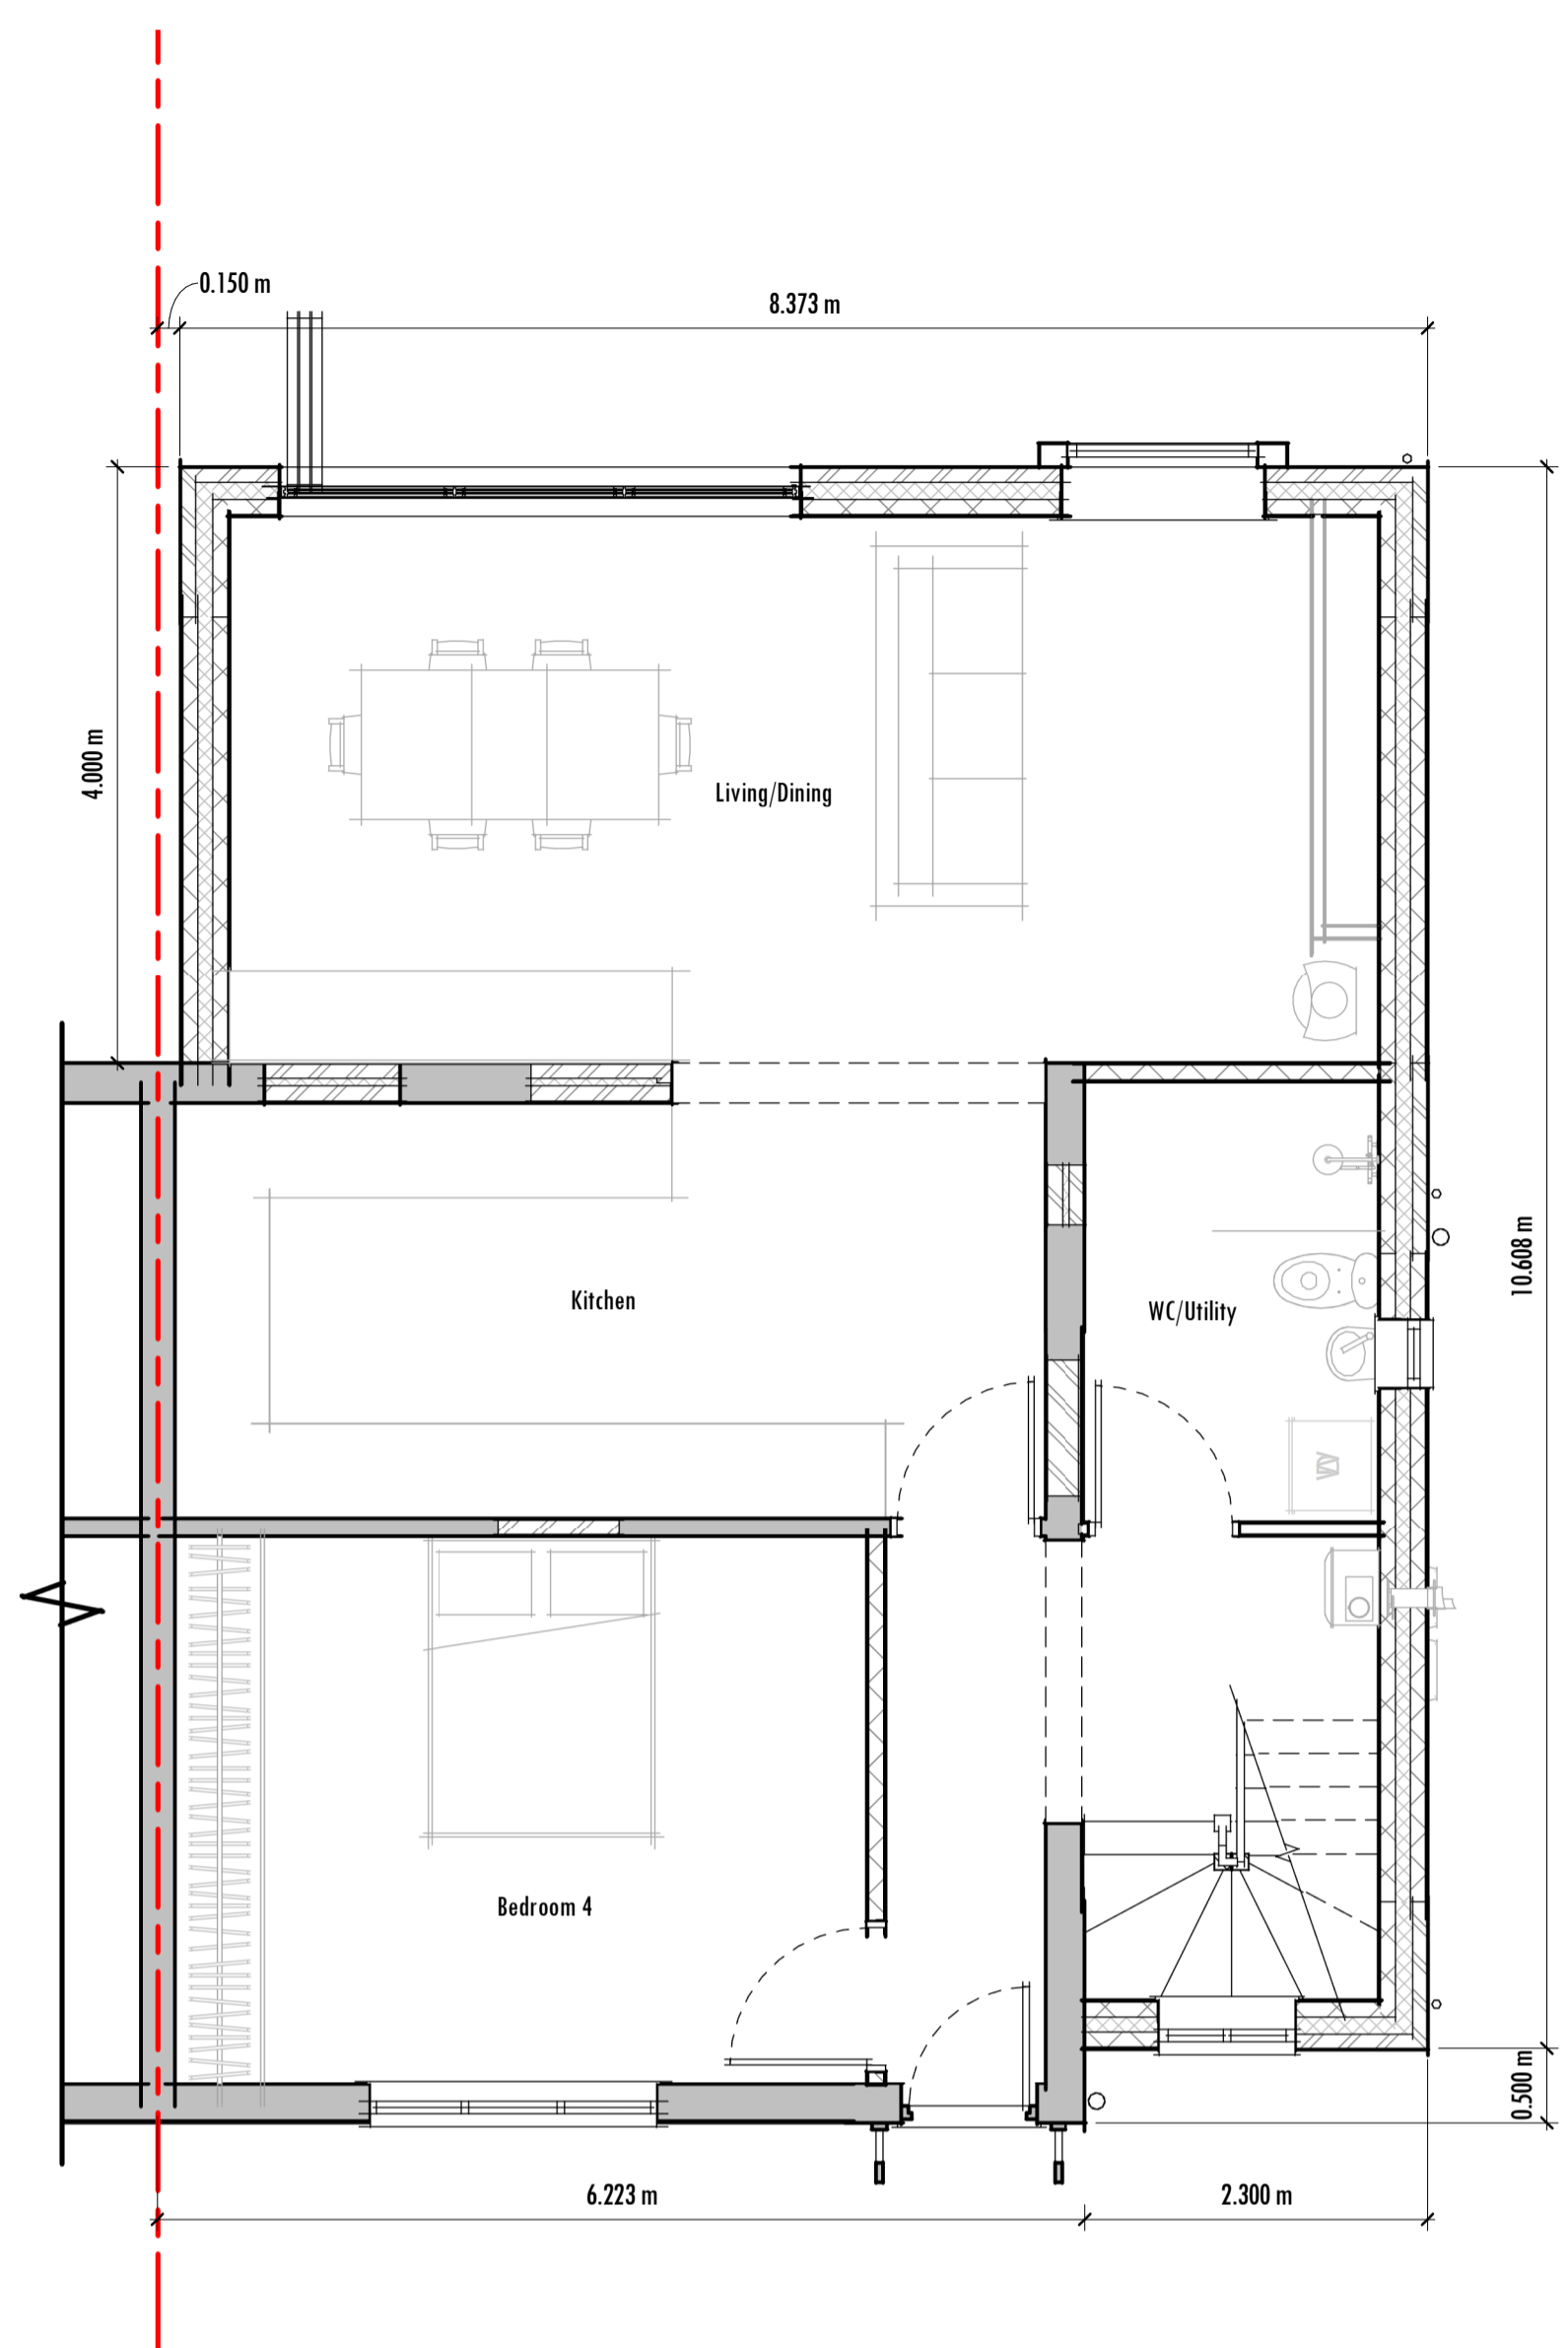 0.150 m
8.373 m
4.000 m
Living/Dining
10.608 m
Kitchen
WC/Utility
Bedroom 4
0.500 m
6.223 m
2.300 m